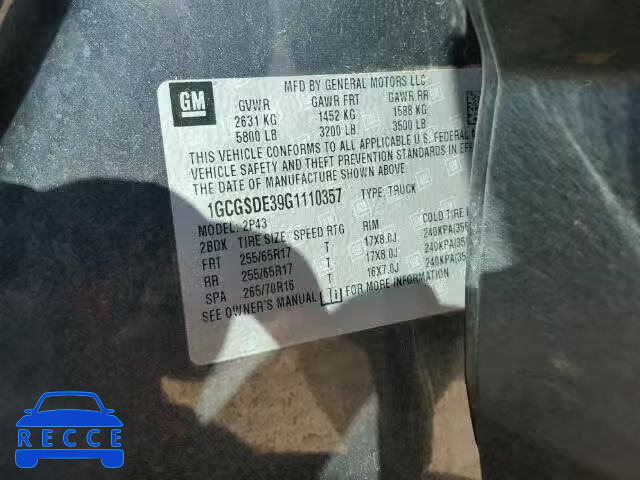 GM
MFD BY GENERAL MOTORS LLC
GVWR GAWR FRT GAWR RR
2631 KG 1452 KG 1588 KG
5800 LB 3200 LB 3500 LB
THIS VEHICLE CONFORMS TO ALL APPLICABLE U.S. FEDERAL
VEHICLE SAFETY AND THEFT PREVENTION STANDARDS IN
THE DATE OF MANUFACTURE SHOWN ABOVE.
1GCGSDE39G1110357 TYPE: TRUCK
MODEL: 2P43
2BDK TIRE SIZE SPEED RTG RIM COLD TIRE
FRT 255/65R17 T 17X8.0J 240KPA(35
RR 255/65R17 T 17X8.0J 240KPA(35
SPA 265/70R16 T 16X7.0J 240KPA(35
SEE OWNER'S MANUAL i FOR MORE INFORMATION
RECCE